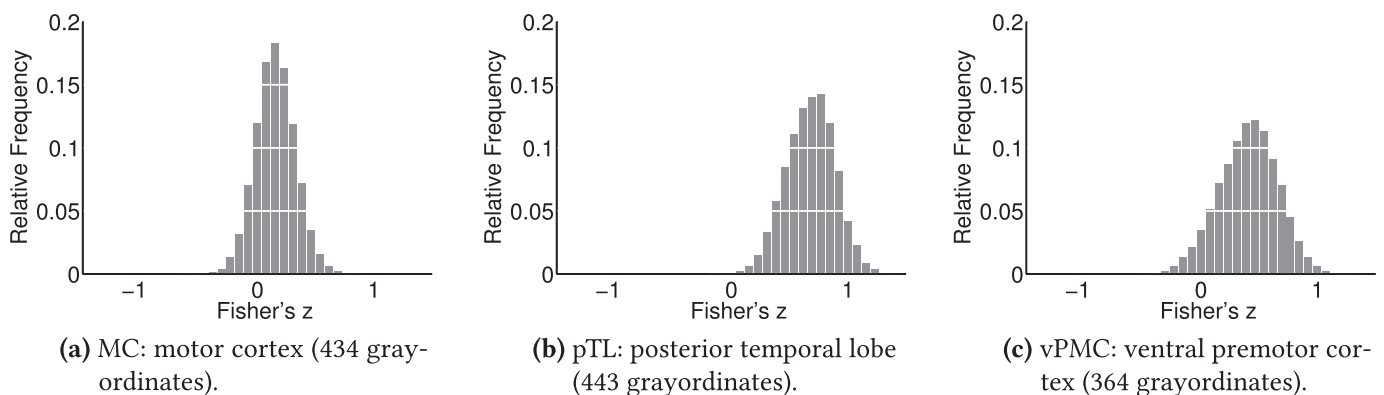 0.2
0.15
0.1
0.05
0
Relative Frequency
−1 0 1
Fisher's z
(a) MC: motor cortex (434 gray-
ordinates).
0.2
0.15
0.1
0.05
0
Relative Frequency
−1 0 1
Fisher's z
(b) pTL: posterior temporal lobe
(443 grayordinates).
0.2
0.15
0.1
0.05
0
Relative Frequency
−1 0 1
Fisher's z
(c) vPMC: ventral premotor cor-
tex (364 grayordinates).